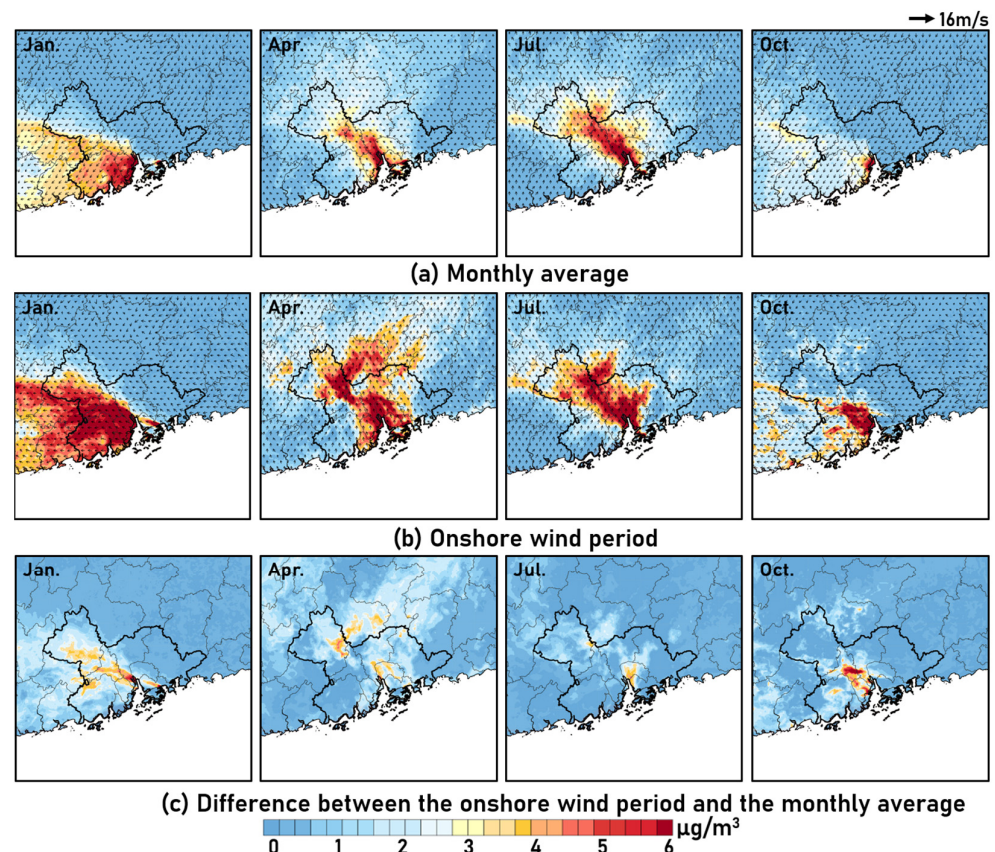 16m/s
Jan. Apr. Jul. Oct.
(a) Monthly average
Jan. Apr. Jul. Oct.
(b) Onshore wind period
Jan. Apr. Jul. Oct.
(c) Difference between the onshore wind period and the monthly average
μg/m³
0 1 2 3 4 5 6